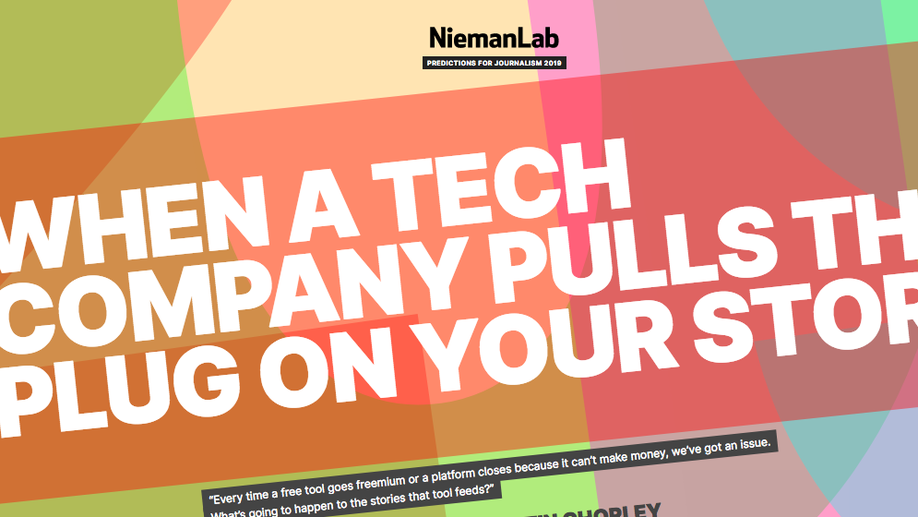 NiemanLab
PREDICTIONS FOR JOURNALISM 2019
WHEN A TECH
COMPANY PULLS TH
PLUG ON YOUR STOR
"Every time a free tool goes freemium or a platform closes because it can't make money, we've got an issue.
What's going to happen to the stories that tool feeds?"